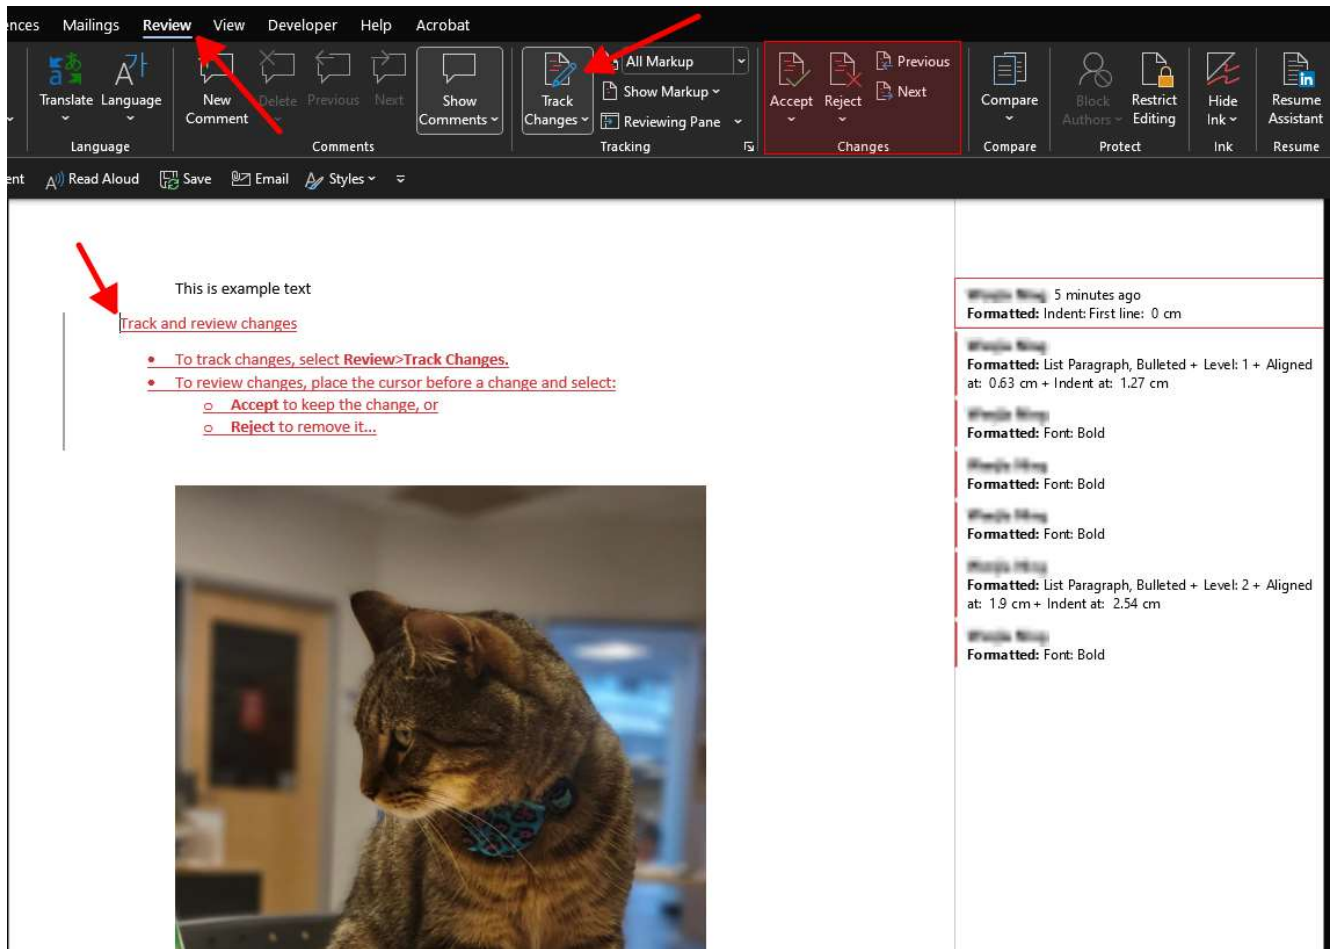 ences Mailings Review View Developer Help Acrobat
Translate Language New Comment Delete Previous Next Show Comments Track Changes All Markup Show Markup Reviewing Pane Accept Reject Previous Next Compare Block Authors Restrict Editing Hide Ink Resume Assistant
Language Comments Tracking Changes Compare Protect Ink Resume
ent Read Aloud Save Email Styles
This is example text
Track and review changes
• To track changes, select Review>Track Changes.
• To review changes, place the cursor before a change and select:
o Accept to keep the change, or
o Reject to remove it...
5 minutes ago
Formatted: Indent: First line: 0 cm
Formatted: List Paragraph, Bulleted + Level: 1 + Aligned
at: 0.63 cm + Indent at: 1.27 cm
Formatted: Font: Bold
Formatted: Font: Bold
Formatted: Font: Bold
Formatted: List Paragraph, Bulleted + Level: 2 + Aligned
at: 1.9 cm + Indent at: 2.54 cm
Formatted: Font: Bold